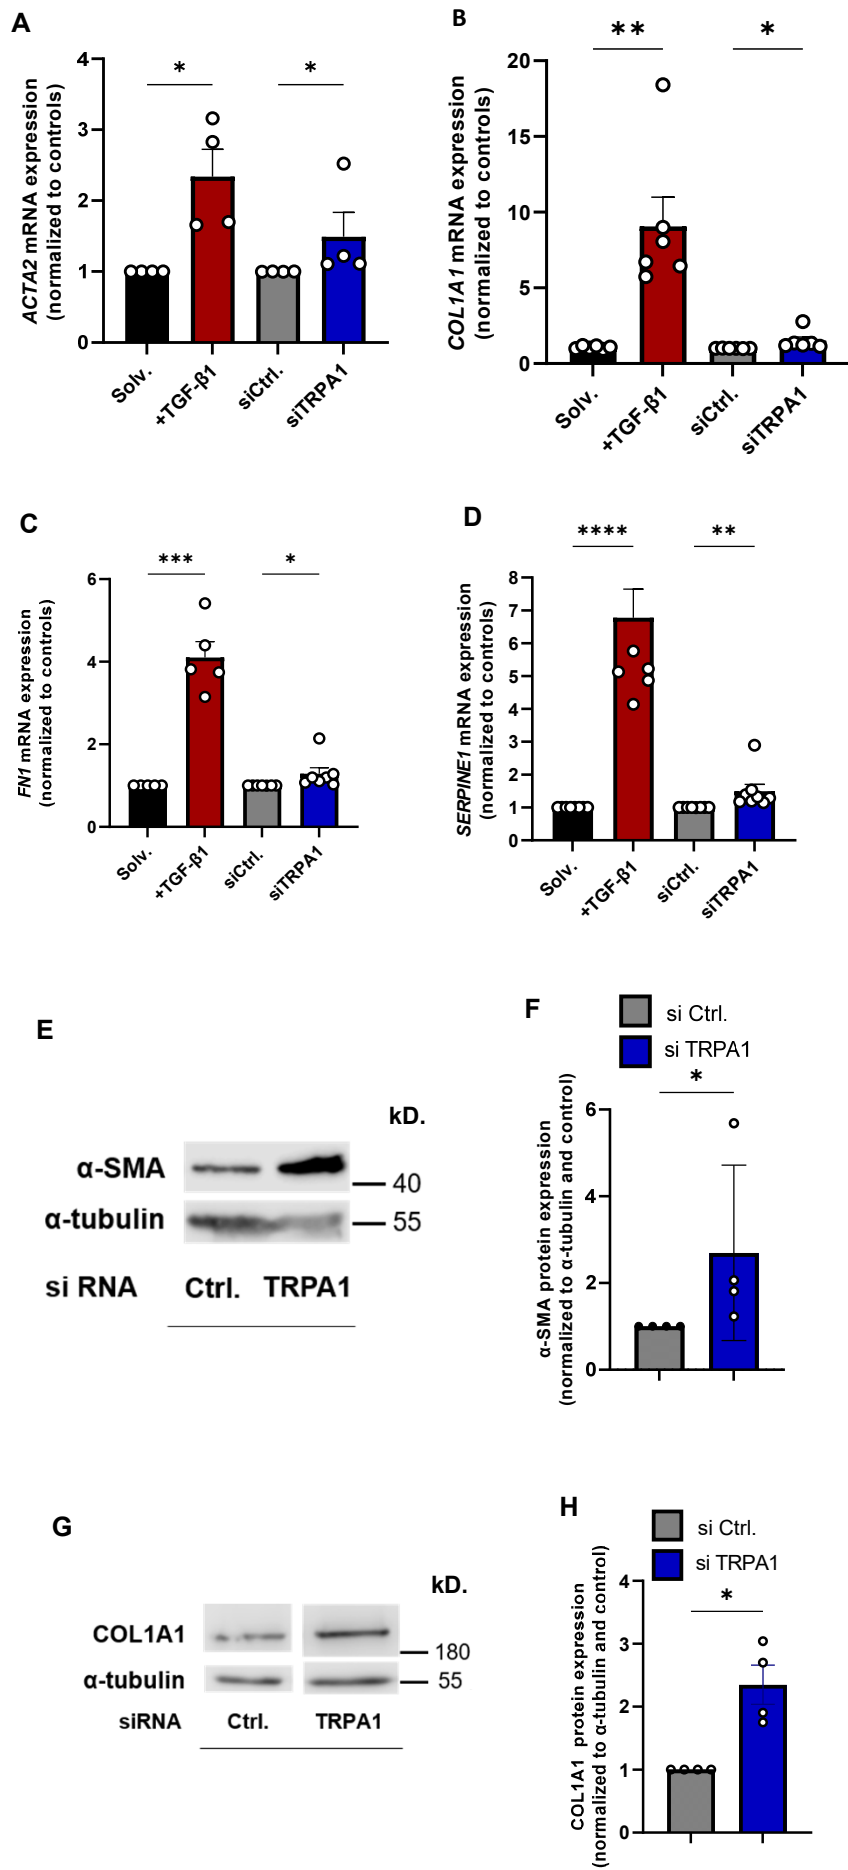 A
ACTA2 mRNA expression
(normalized to controls)
4
3
2
1
0
*
*
Solv.
+TGF-β1
siCtrl.
siTRPA1
B
COL1A1 mRNA expression
(normalized to controls)
20
15
10
5
0
**
*
Solv.
+TGF-β1
siCtrl.
siTRPA1
C
FN1 mRNA expression
(normalized to controls)
6
4
2
0
***
*
Solv.
+TGF-β1
siCtrl.
siTRPA1
D
SERPINE1 mRNA expression
(normalized to controls)
8
7
6
5
4
3
2
1
0
****
**
Solv.
+TGF-β1
siCtrl.
siTRPA1
E
kD.
α-SMA
40
α-tubulin
55
si RNA Ctrl. TRPA1
F
si Ctrl.
si TRPA1
*
α-SMA protein expression
(normalized to α-tubulin and control)
6
4
2
0
G
kD.
COL1A1
180
α-tubulin
55
siRNA Ctrl. TRPA1
H
si Ctrl.
si TRPA1
*
COL1A1 protein expression
(normalized to α-tubulin and control)
4
3
2
1
0